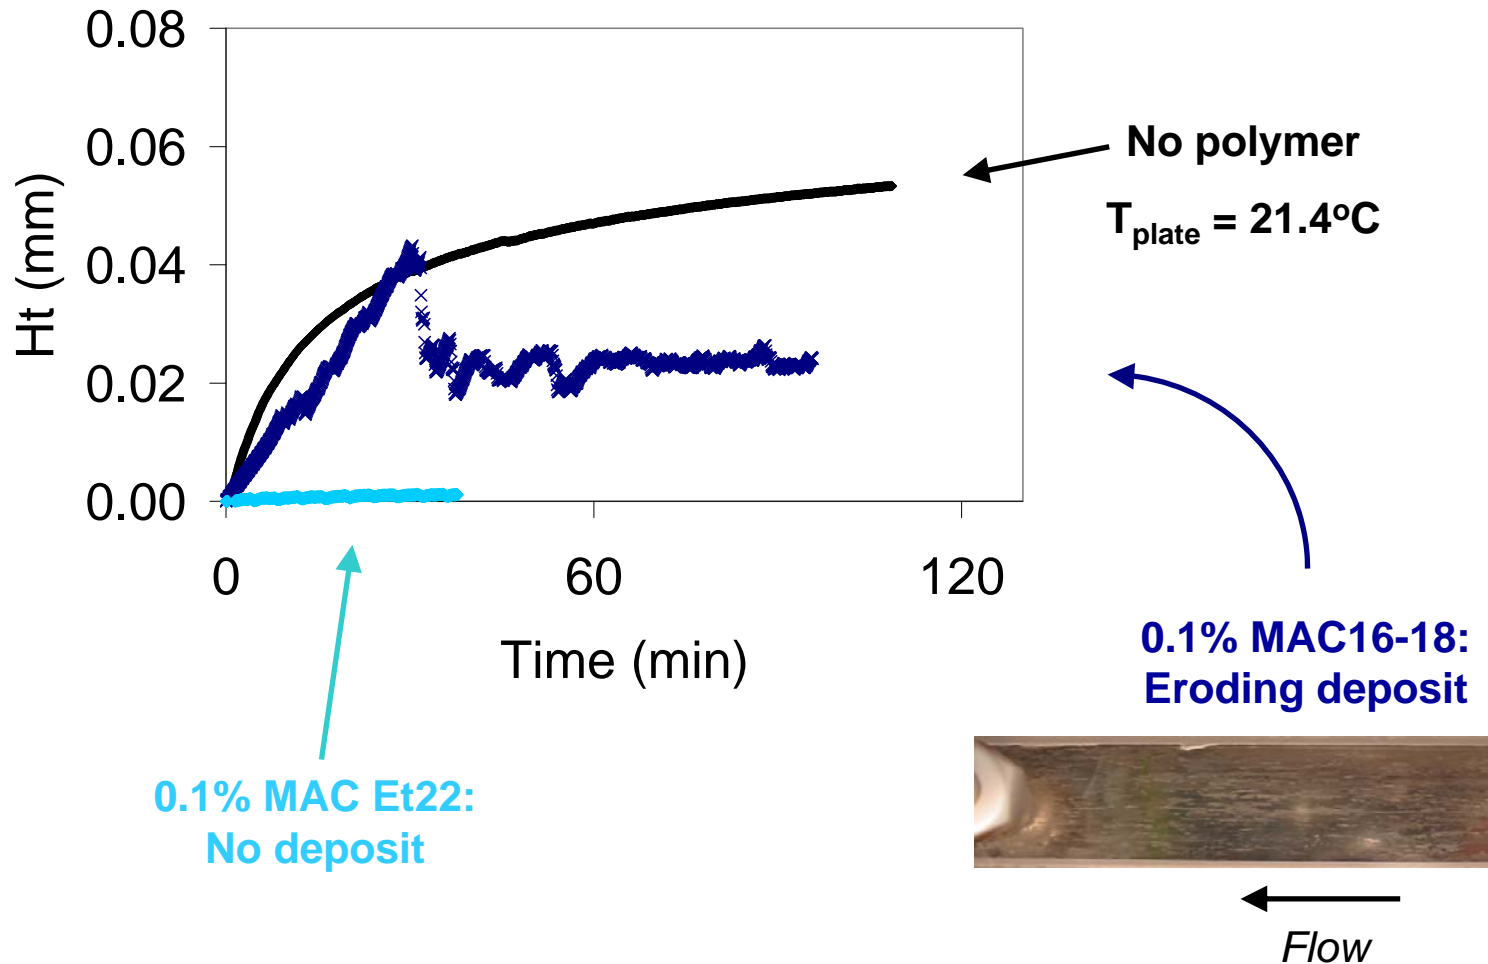 0.08
0.06
0.04
0.02
0.00
Ht (mm)
0
60
120
Time (min)
No polymer
Tplate = 21.4ºC
0.1% MAC16-18:
Eroding deposit
0.1% MAC Et22:
No deposit
Flow